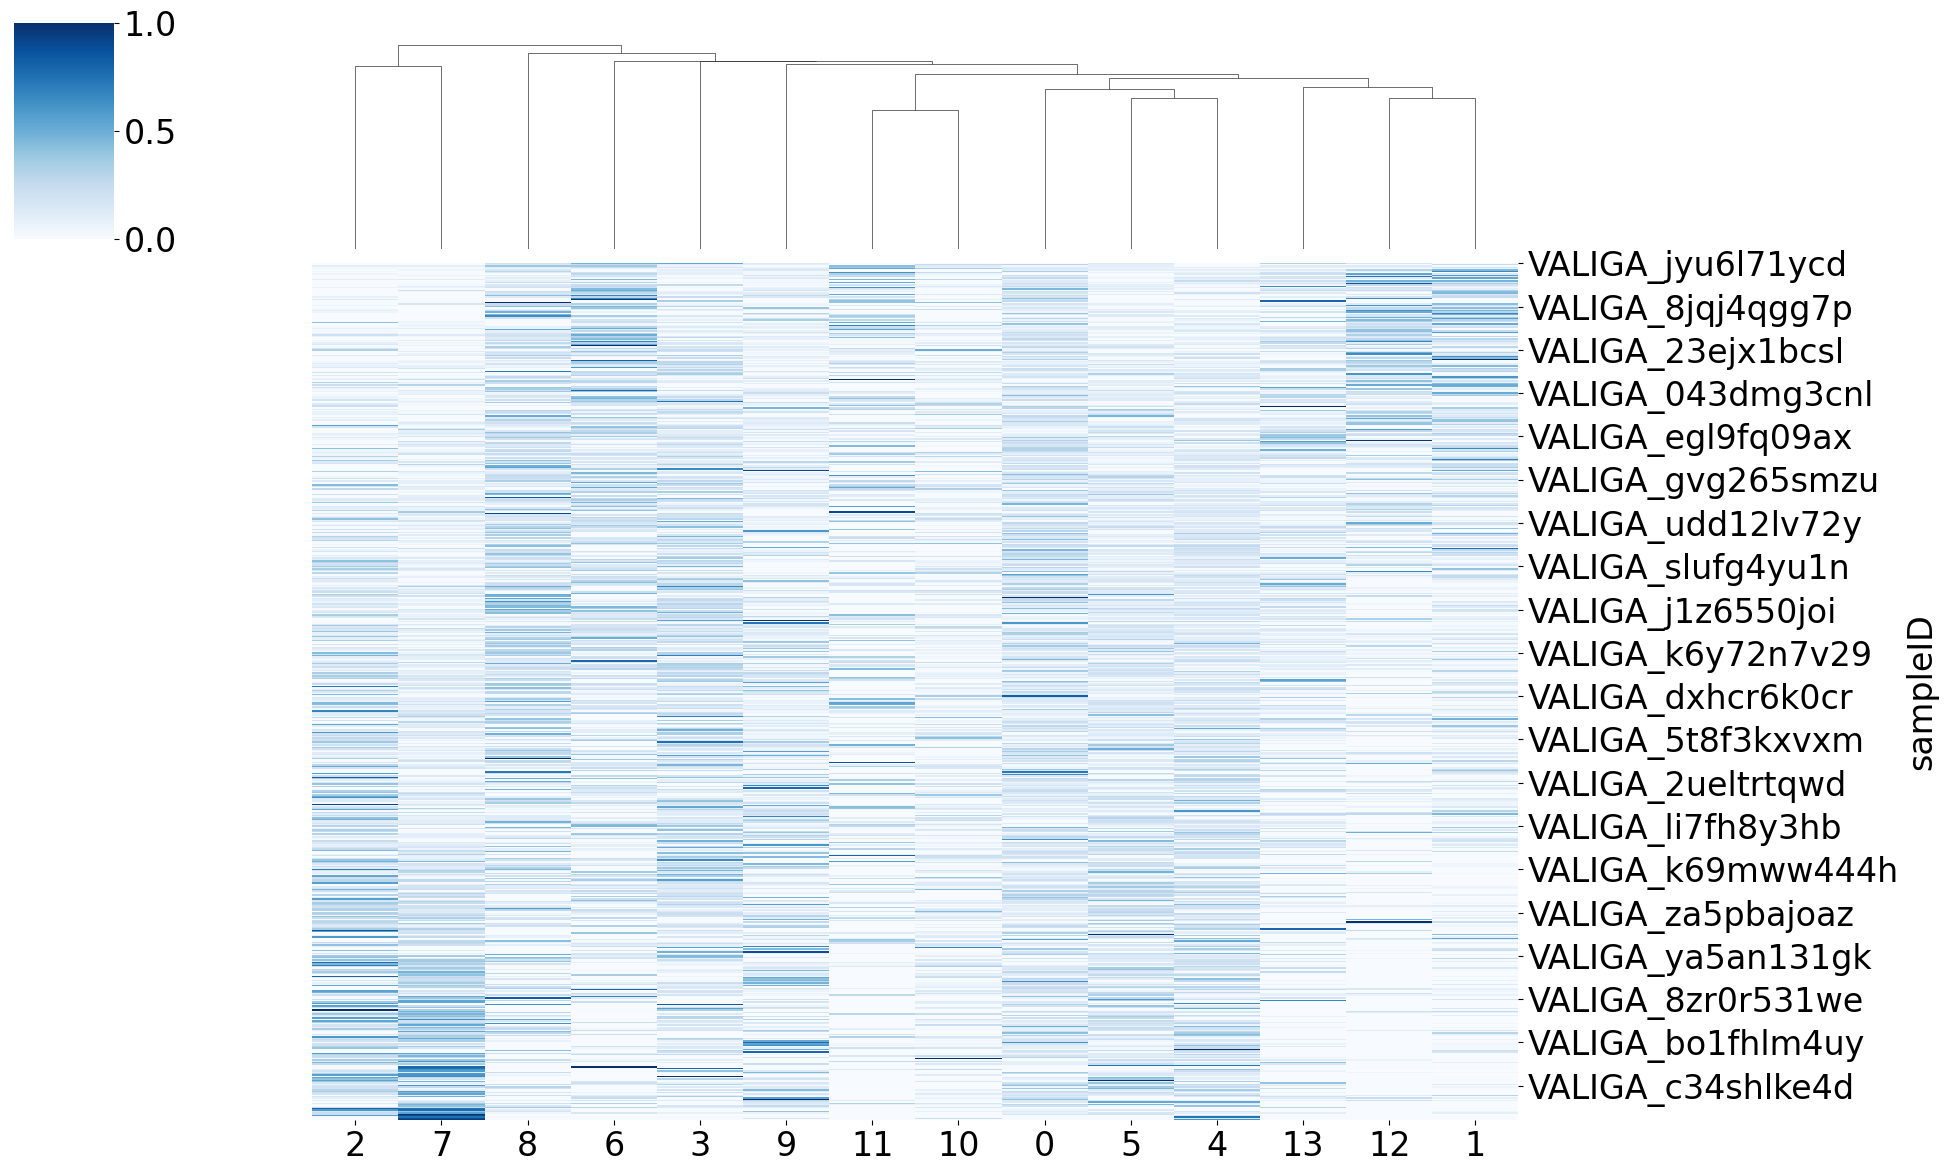 1.0
0.5
0.0
VALIGA_jyu6l71ycd
VALIGA_8jqj4qgg7p
VALIGA_23ejx1bcsl
VALIGA_043dmg3cnl
VALIGA_egl9fq09ax
VALIGA_gvg265smzu
VALIGA_udd12lv72y
VALIGA_slufg4yu1n
VALIGA_j1z6550joi
VALIGA_k6y72n7v29
VALIGA_dxhcr6k0cr
VALIGA_5t8f3kxvxm
VALIGA_2ueltrtqwd
VALIGA_li7fh8y3hb
VALIGA_k69mww444h
VALIGA_za5pbajoaz
VALIGA_ya5an131gk
VALIGA_8zr0r531we
VALIGA_bo1fhlm4uy
VALIGA_c34shlke4d
sampleID
2 7 8 6 3 9 11 10 0 5 4 13 12 1